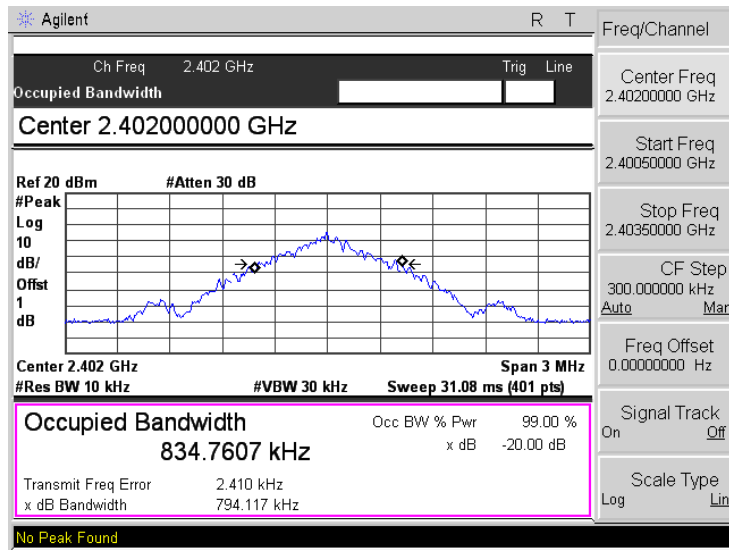 Agilent R T
Ch Freq 2.402 GHz Trig Line
Occupied Bandwidth
Center 2.402000000 GHz
Ref 20 dBm #Atten 30 dB
#Peak
Log
10
dB/
Offst
1
dB
Center 2.402 GHz Span 3 MHz
#Res BW 10 kHz #VBW 30 kHz Sweep 31.08 ms (401 pts)
Occupied Bandwidth Occ BW % Pwr 99.00 %
834.7607 kHz x dB -20.00 dB
Transmit Freq Error 2.410 kHz
x dB Bandwidth 794.117 kHz
No Peak Found
Freq/Channel
Center Freq
2.40200000 GHz
Start Freq
2.40050000 GHz
Stop Freq
2.40350000 GHz
CF Step
300.000000 kHz
Auto Mar
Freq Offset
0.00000000 Hz
Signal Track
On Off
Scale Type
Log Lin